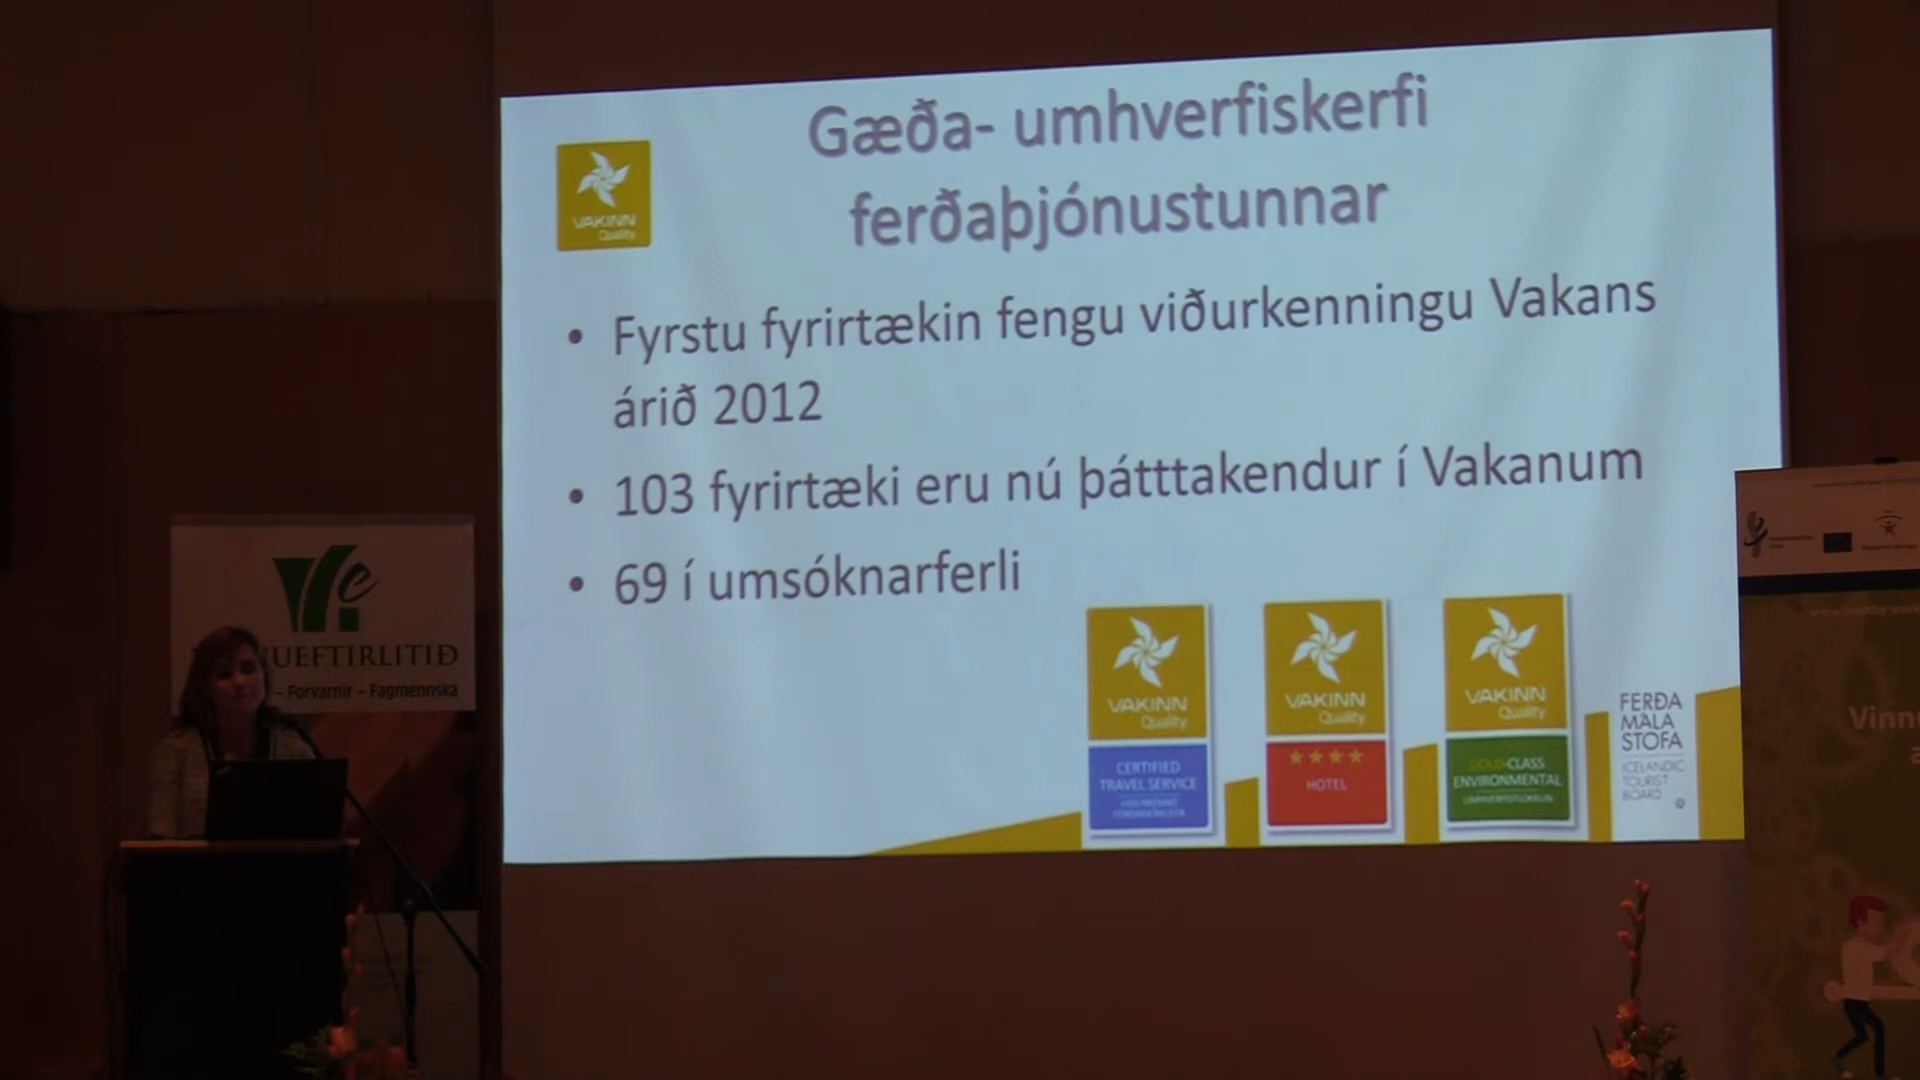 Gæða- umhverfiskerfi
ferðaþjónustunnar
VAKINN
Quality
• Fyrstu fyrirtækin fengu viðurkenningu Vakans
árið 2012
• 103 fyrirtæki eru nú þátttakendur í Vakanum
• 69 í umsóknarferli
VAKINN
Quality
CERTIFIED
TRAVEL SERVICE
VAKINN
Quality
HOTEL
VAKINN
Quality
GOLD-CLASS
ENVIRONMENTAL
FERÐA
MÁLA
STOFA
ICELANDIC
TOURIST
BOARD
UEFTIRLITIÐ
– Forvarnir – Fagmennska